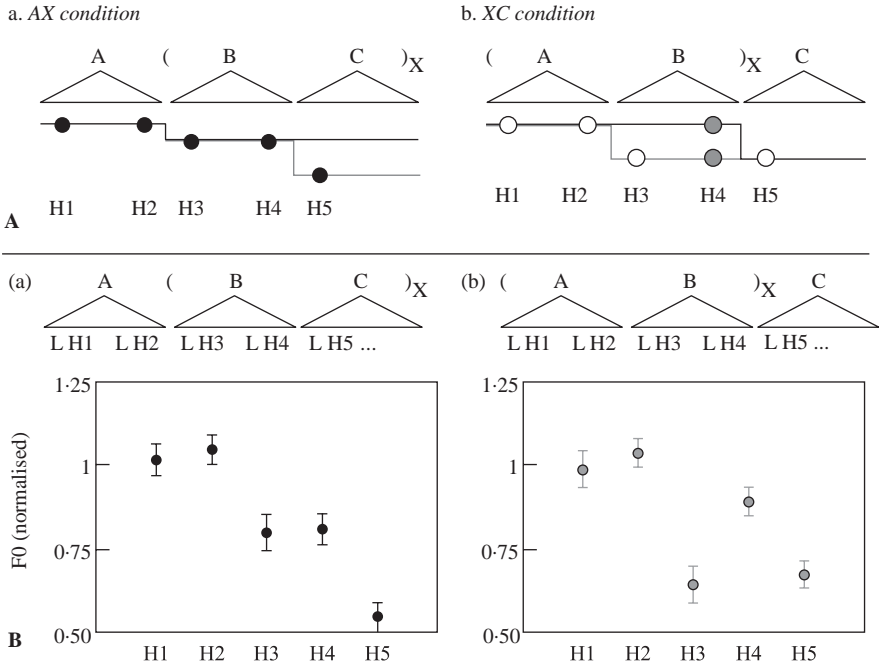 a. AX condition
b. XC condition
A ( B C )X
( A B )X C
H1 H2 H3 H4 H5
H1 H2 H3 H4 H5
A
(a) A ( B C )X
(b) ( A B )X C
L H1 L H2 L H3 L H4 L H5 ...
L H1 L H2 L H3 L H4 L H5 ...
F0 (normalised)
1·25
1
0·75
0·50
H1 H2 H3 H4 H5
1·25
1
0·75
0·50
H1 H2 H3 H4 H5
B